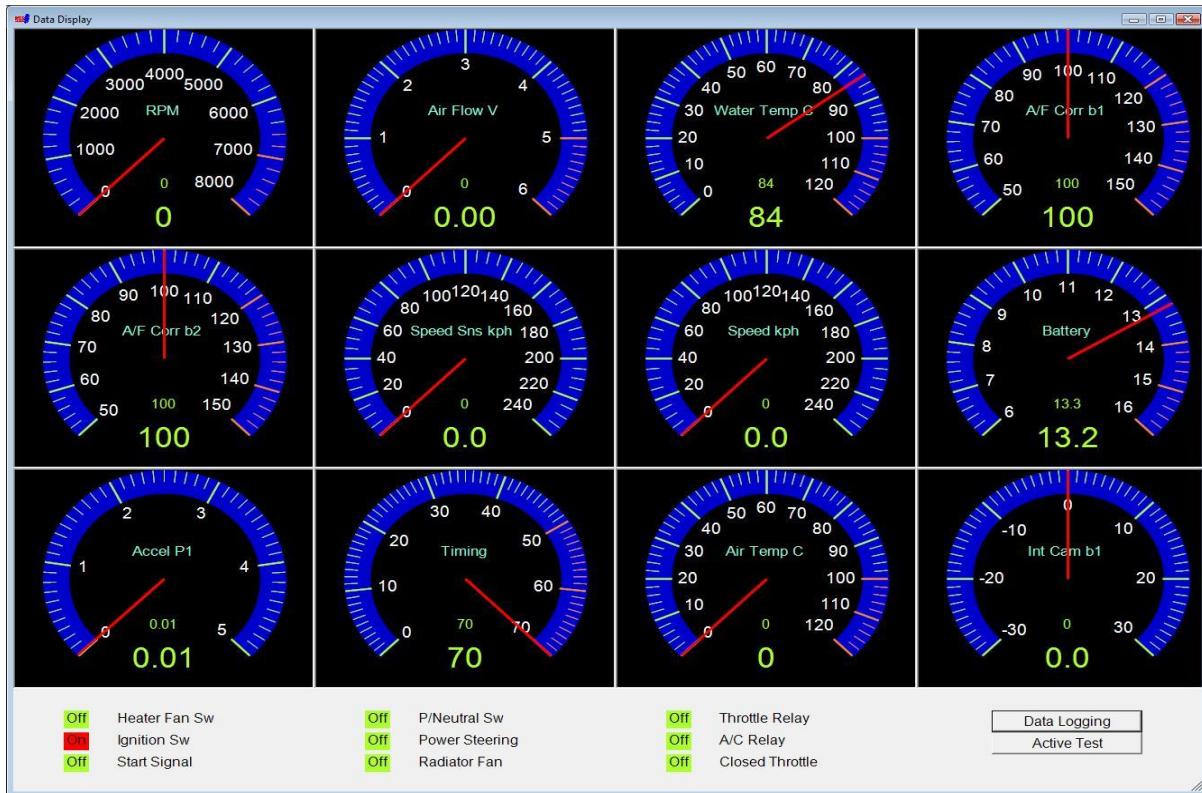 Data Display
RPM
0 1000 2000 3000 4000 5000 6000 7000 8000
0
0
Air Flow V
0 1 2 3 4 5 6
0
0.00
Water Temp C
0 10 20 30 40 50 60 70 80 90 100 110 120
84
84
A/F Corr b1
50 60 70 80 90 100 110 120 130 140 150
100
100
A/F Corr b2
50 60 70 80 90 100 110 120 130 140 150
100
100
Speed Sns kph
0 20 40 60 80 100 120 140 160 180 200 220 240
0
0.0
Speed kph
0 20 40 60 80 100 120 140 160 180 200 220 240
0
0.0
Battery
6 7 8 9 10 11 12 13 14 15 16
13.3
13.2
Accel P1
0 1 2 3 4 5
0.01
0.01
Timing
0 10 20 30 40 50 60 70
70
70
Air Temp C
0 10 20 30 40 50 60 70 80 90 100 110 120
0
0
Int Cam b1
-30 -20 -10 0 10 20 30
0
0.0
Off Heater Fan Sw
On Ignition Sw
Off Start Signal
Off P/Neutral Sw
Off Power Steering
Off Radiator Fan
Off Throttle Relay
Off A/C Relay
Off Closed Throttle
Data Logging
Active Test